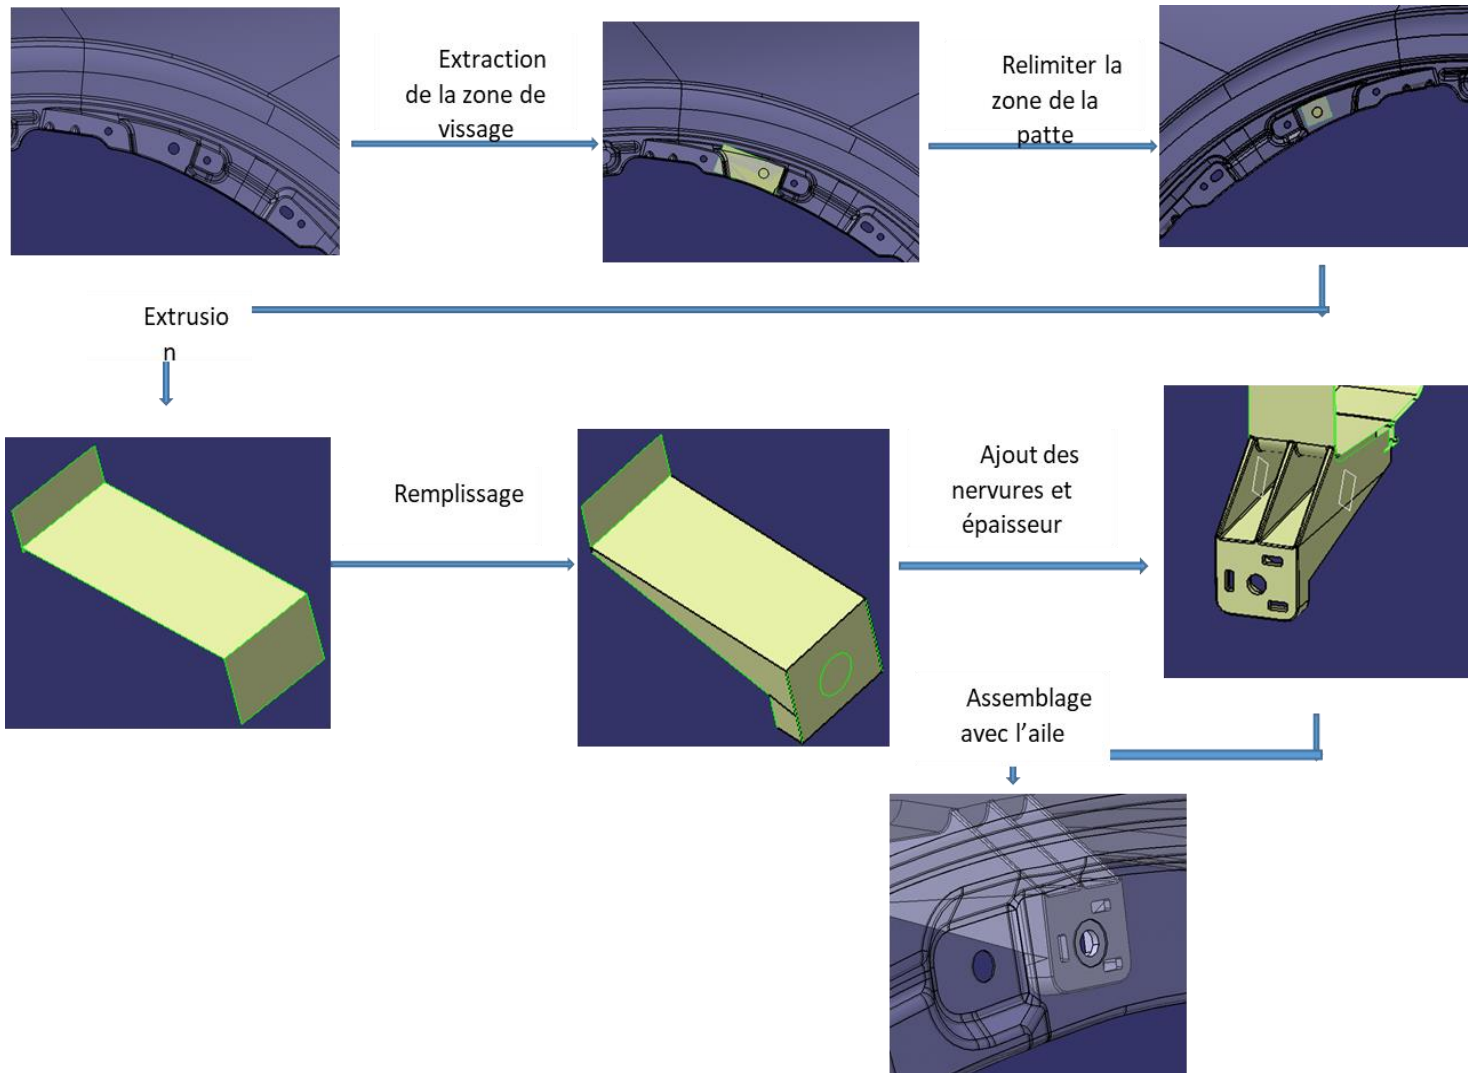 Extraction
de la zone de
vissage
Relimiter la
zone de la
patte
Extrusio
n
Remplissage
Ajout des
nervures et
épaisseur
Assemblage
avec l’aile